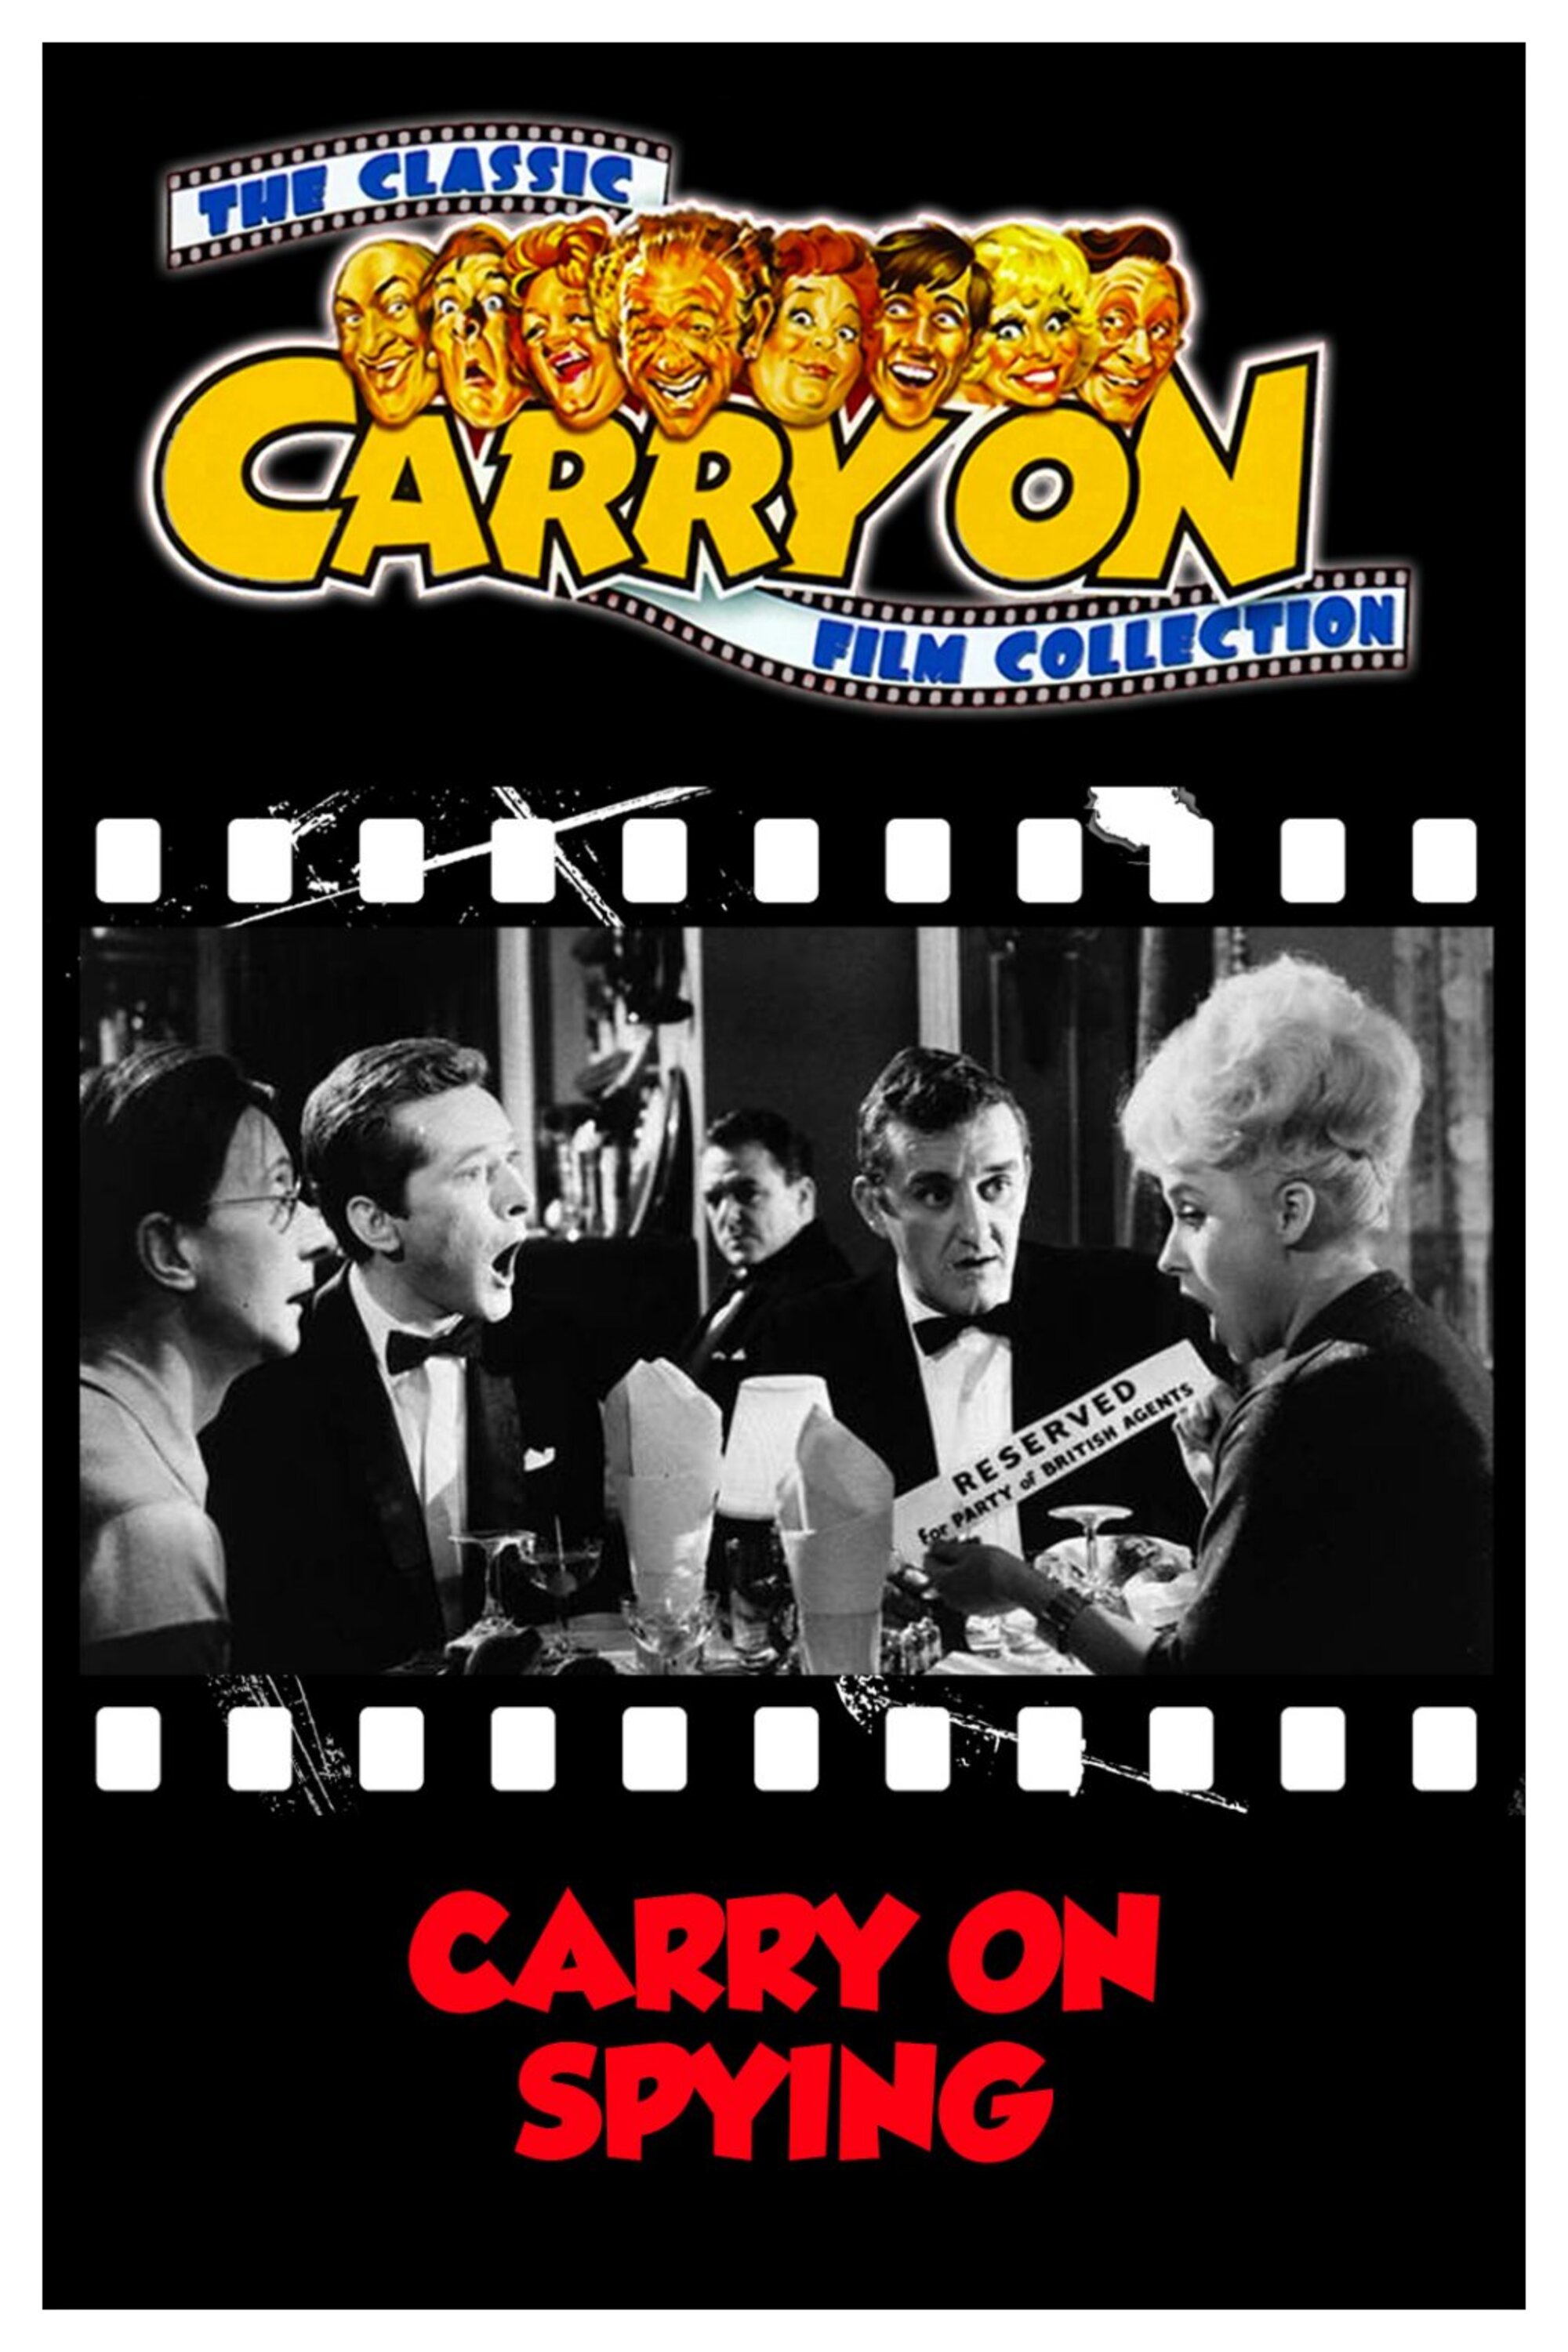 THE CLASSIC
CARRY ON
FILM COLLECTION
RESERVED
for PARTY of BRITISH AGENTS
CARRY ON
SPYING